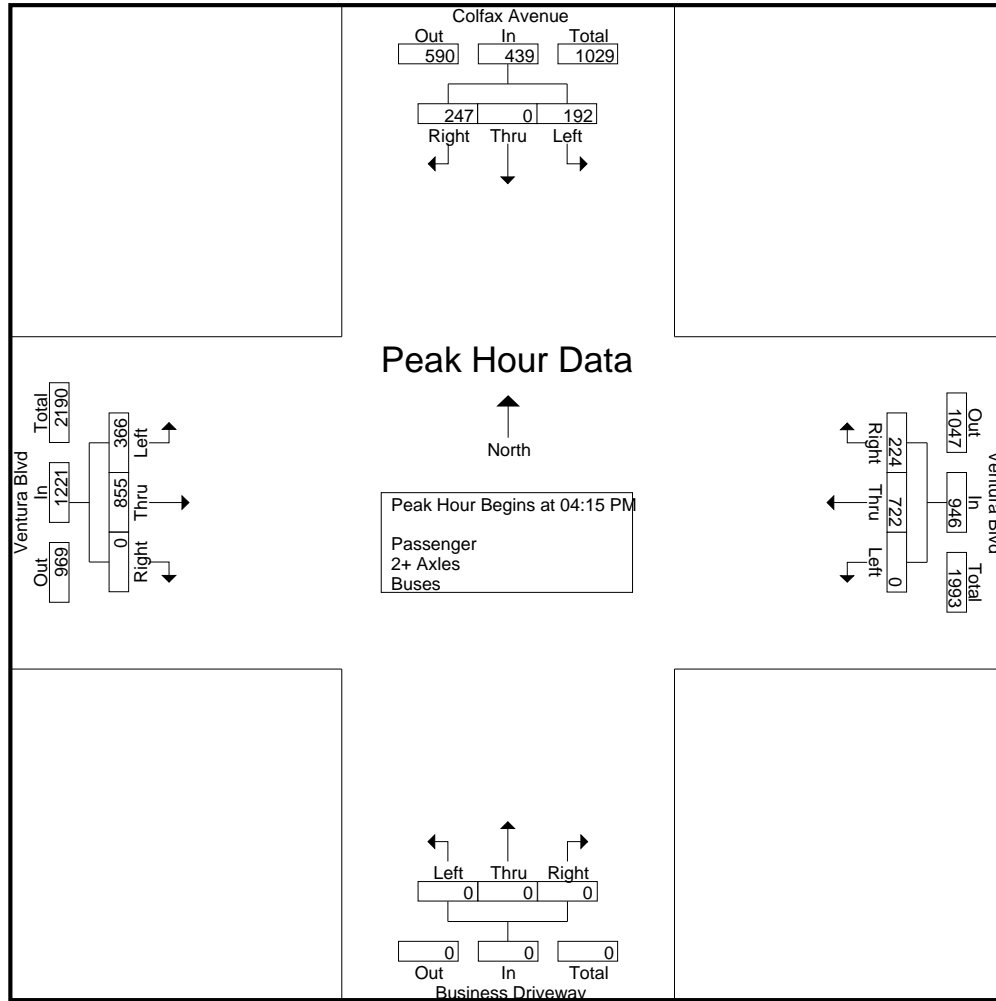 Colfax Avenue
Out In Total
590 439 1029
247 0 192
Right Thru Left
Peak Hour Data
North
Peak Hour Begins at 04:15 PM
Passenger
2+ Axles
Buses
Ventura Blvd
Out In Total
969 1221 2190
366 855 0
Left Thru Right
Ventura Blvd
Out In Total
1047 946 1993
224 722 0
Right Thru Left
Left Thru Right
0 0 0
0 0 0
Out In Total
Business Driveway